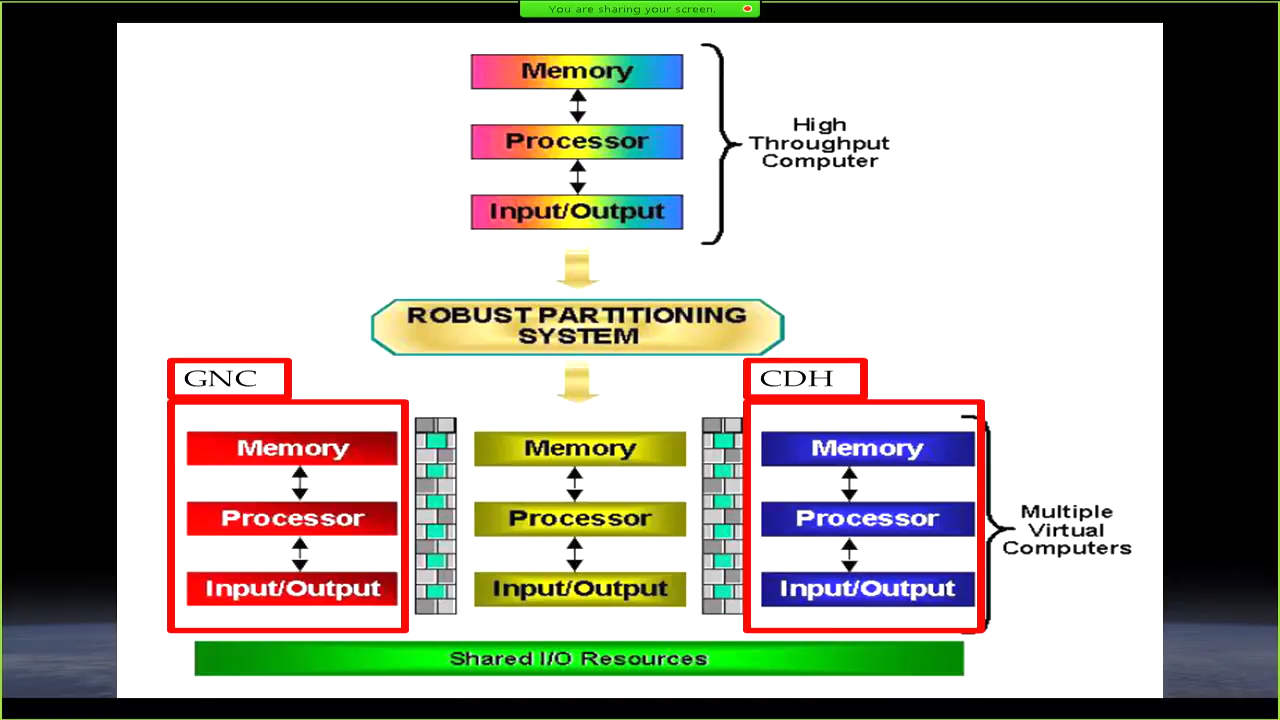 You are sharing your screen.
Memory
Processor
Input/Output
High
Throughput
Computer
ROBUST PARTITIONING
SYSTEM
GNC
CDH
Memory
Processor
Input/Output
Memory
Processor
Input/Output
Memory
Processor
Input/Output
Multiple
Virtual
Computers
Shared I/O Resources